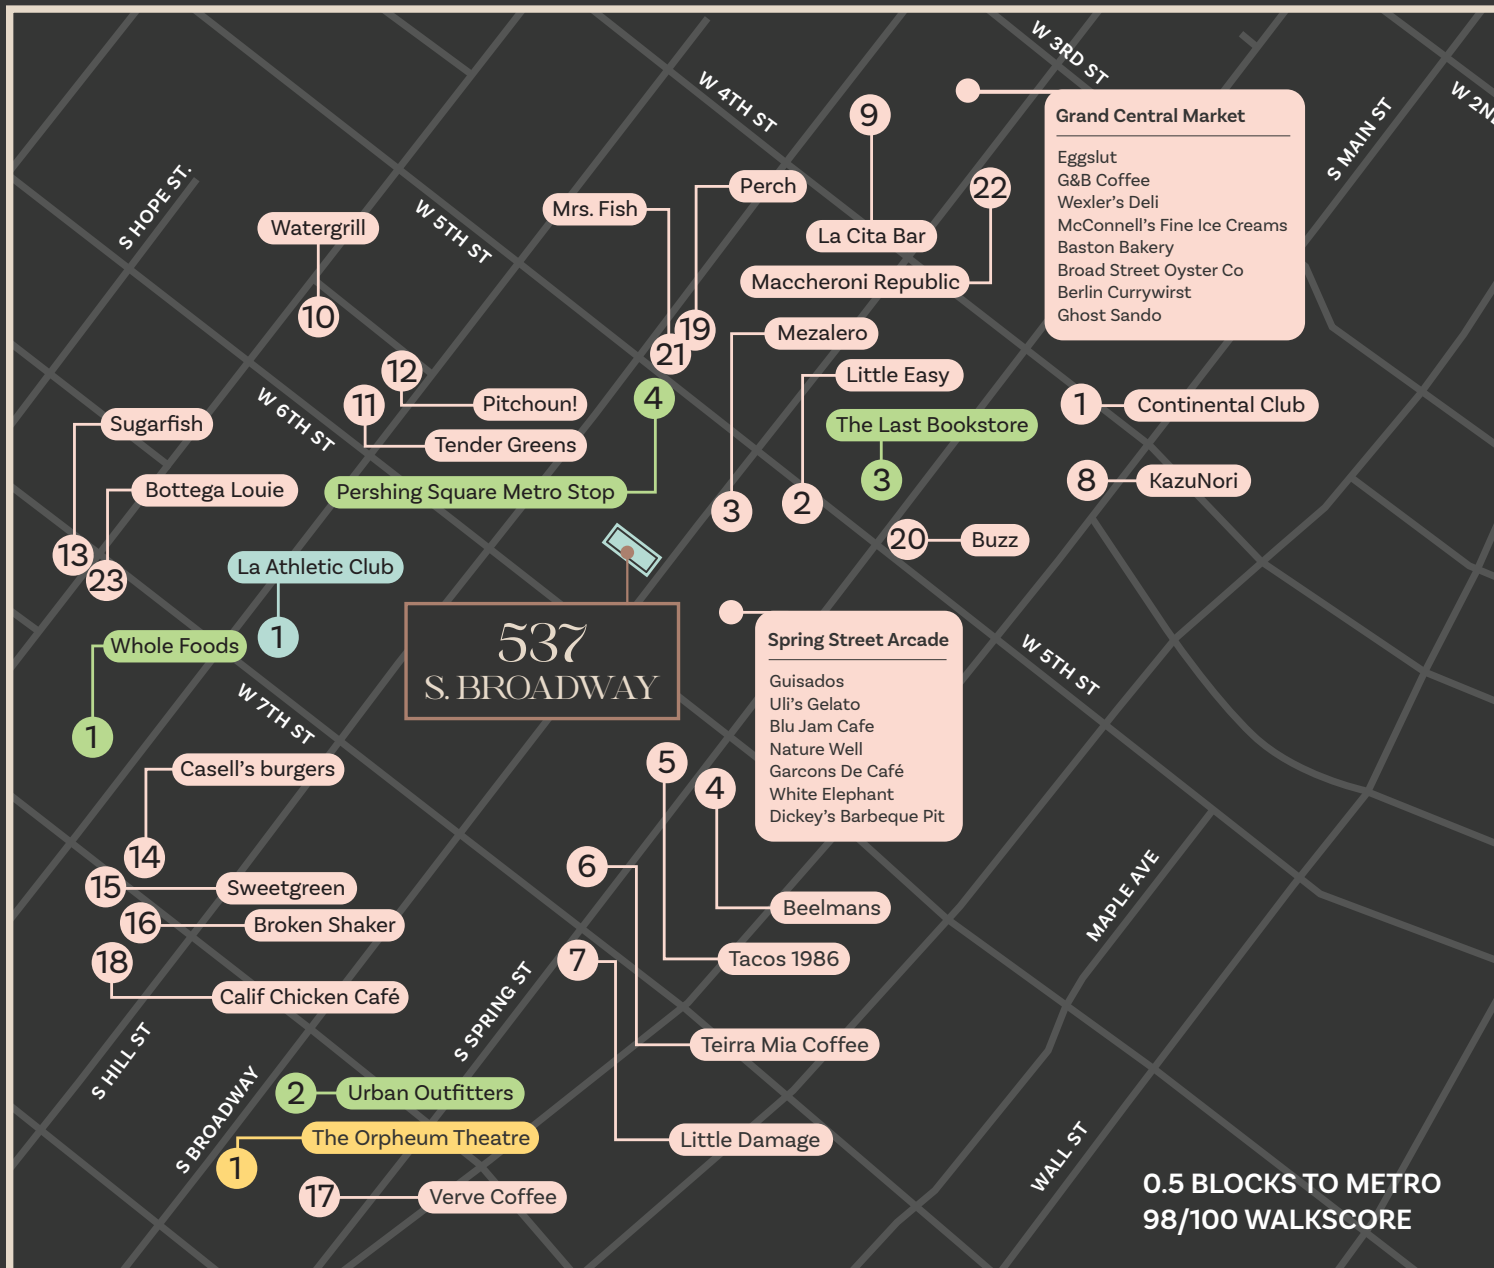 W 3RD ST
W 2N
W 4TH ST
S MAIN ST
9
Grand Central Market
Eggslut
G&B Coffee
Wexler's Deli
McConnell's Fine Ice Creams
Baston Bakery
Broad Street Oyster Co
Berlin Currywirst
Ghost Sando
S HOPE ST.
Perch
22
Mrs. Fish
Watergrill
W 5TH ST
La Cita Bar
Maccheroni Republic
10
19
21
Mezalero
12
11
Pitchoun!
4
Little Easy
1
Continental Club
Sugarfish
W 6TH ST
Tender Greens
The Last Bookstore
Bottega Louie
Pershing Square Metro Stop
3
2
3
8
KazuNori
20
Buzz
13
23
La Athletic Club
1
Whole Foods
1
537
S. BROADWAY
Spring Street Arcade
Guisados
Uli's Gelato
Blu Jam Cafe
Nature Well
Garcons De Café
White Elephant
Dickey's Barbeque Pit
W 5TH ST
W 7TH ST
Casell's burgers
5
4
14
15
Sweetgreen
6
16
Broken Shaker
Beelmans
MAPLE AVE
18
7
Tacos 1986
Calif Chicken Café
S SPRING ST
S HILL ST
Teirra Mia Coffee
2
Urban Outfitters
S BROADWAY
The Orpheum Theatre
1
Little Damage
WALL ST
17
Verve Coffee
0.5 BLOCKS TO METRO
98/100 WALKSCORE